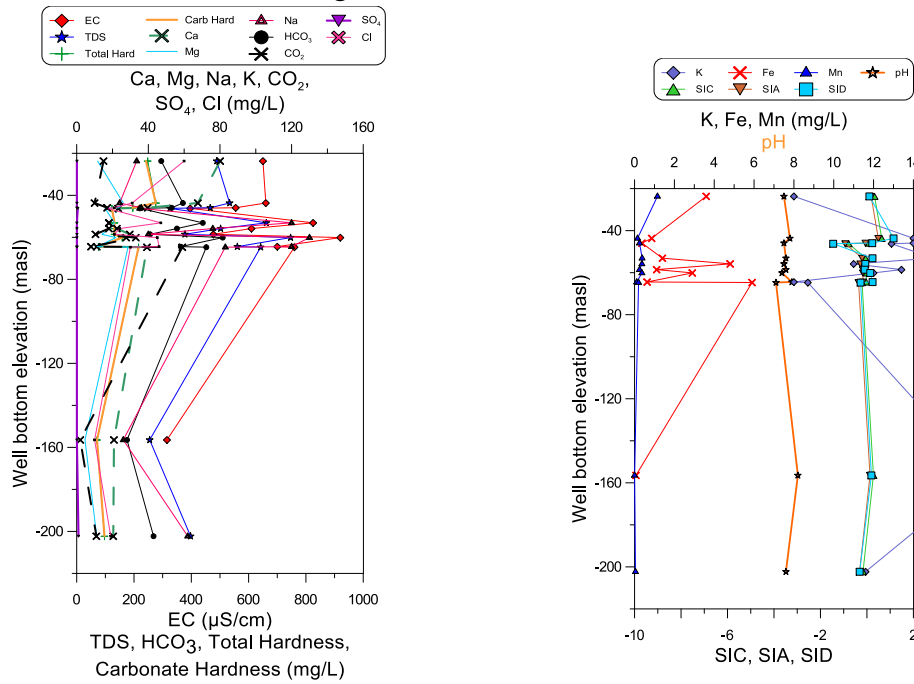 EC Carb Hard Na SO₄
TDS Ca HCO₃ Cl
Total Hard Mg CO₂
Ca, Mg, Na, K, CO₂,
SO₄, Cl (mg/L)
0 40 80 120 160
Well bottom elevation (masl)
-40
-80
-120
-160
-200
0 200 400 600 800 1000
EC (µS/cm)
TDS, HCO₃, Total Hardness,
Carbonate Hardness (mg/L)
K Fe Mn pH
SIC SIA SID
K, Fe, Mn (mg/L)
pH
0 2 4 6 8 10 12 14
Well bottom elevation (masl)
-40
-80
-120
-160
-200
-10 -6 -2 2
SIC, SIA, SID